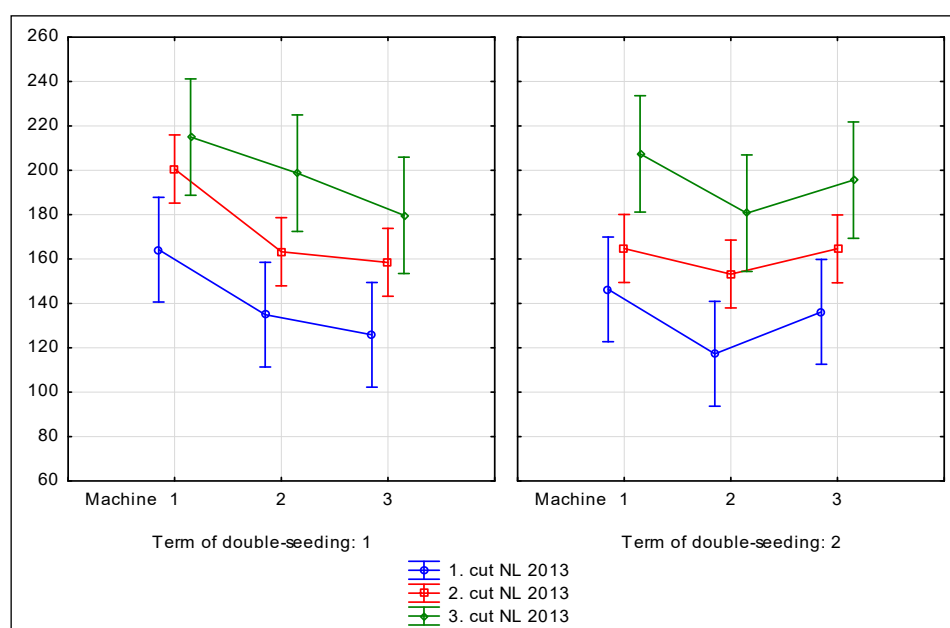 260
240
220
200
180
160
140
120
100
80
60
Machine 1 2 3
1 2 3
Term of double-seeding: 1
Term of double-seeding: 2
1. cut NL 2013
2. cut NL 2013
3. cut NL 2013